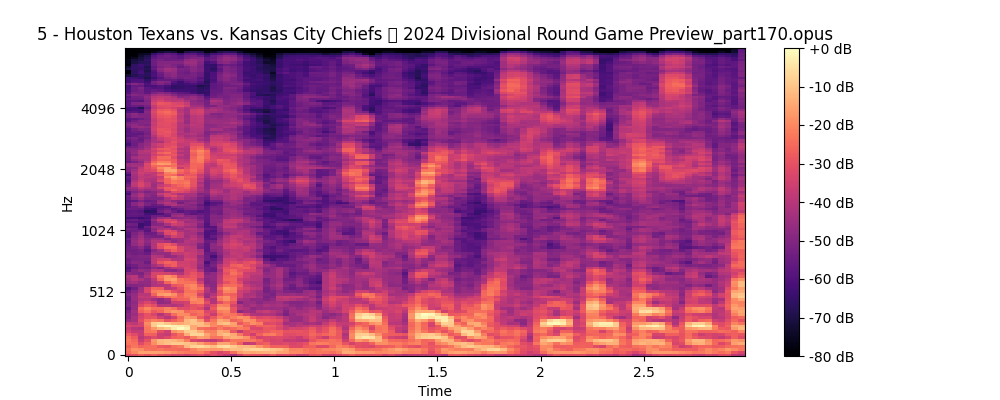 5 - Houston Texans vs. Kansas City Chiefs ▯ 2024 Divisional Round Game Preview_part170.opus
+0 dB
-10 dB
-20 dB
-30 dB
-40 dB
-50 dB
-60 dB
-70 dB
-80 dB
4096
2048
1024
512
0
Hz
0 0.5 1 1.5 2 2.5
Time